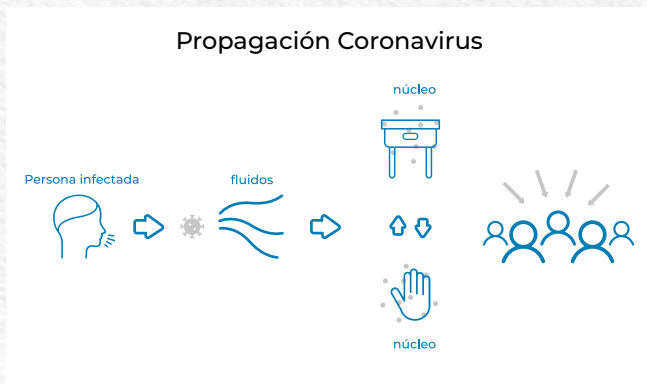 Propagación Coronavirus
núcleo
Persona infectada
fluidos
núcleo